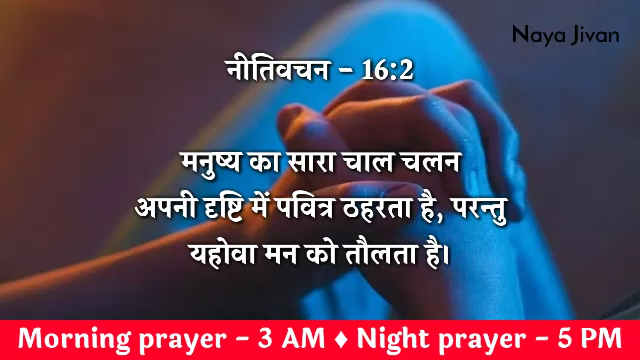 Naya Jivan
नीतिवचन - 16:2
मनुष्य का सारा चाल चलन
अपनी दृष्टि में पवित्र ठहरता है, परन्तु
यहोवा मन को तौलता है।
Morning prayer - 3 AM ♦ Night prayer - 5 PM